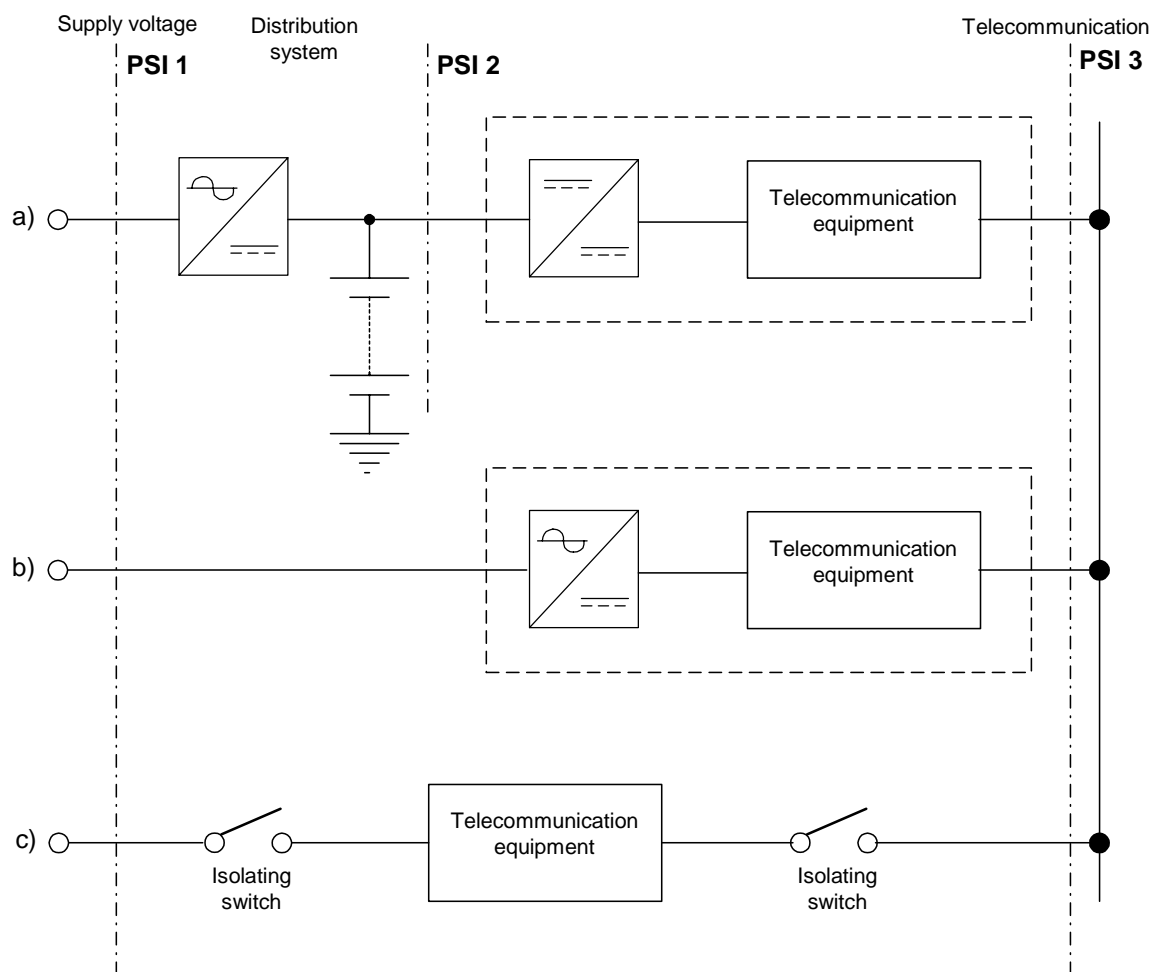 Supply voltage
Distribution
system
Telecommunication
PSI 1
PSI 2
PSI 3
a)
Telecommunication
equipment
b)
Telecommunication
equipment
c)
Telecommunication
equipment
Isolating
switch
Isolating
switch